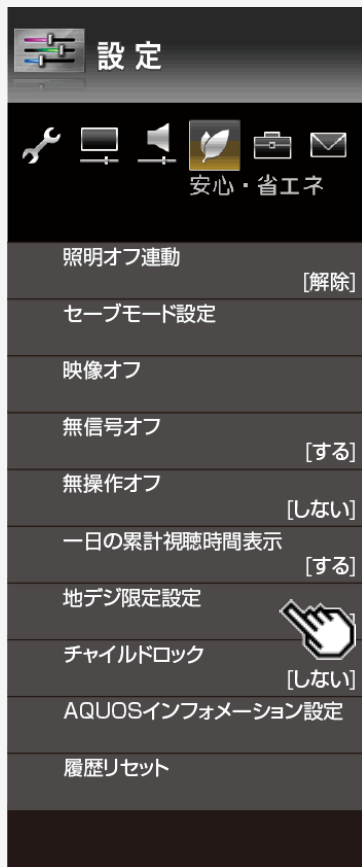 設定
安心・省エネ
照明オフ連動
[解除]
セーブモード設定
映像オフ
無信号オフ
[する]
無操作オフ
[しない]
一日の累計視聴時間表示
[する]
地デジ限定設定
]
チャイルドロック
[しない]
AQUOSインフォメーション設定
履歴リセット